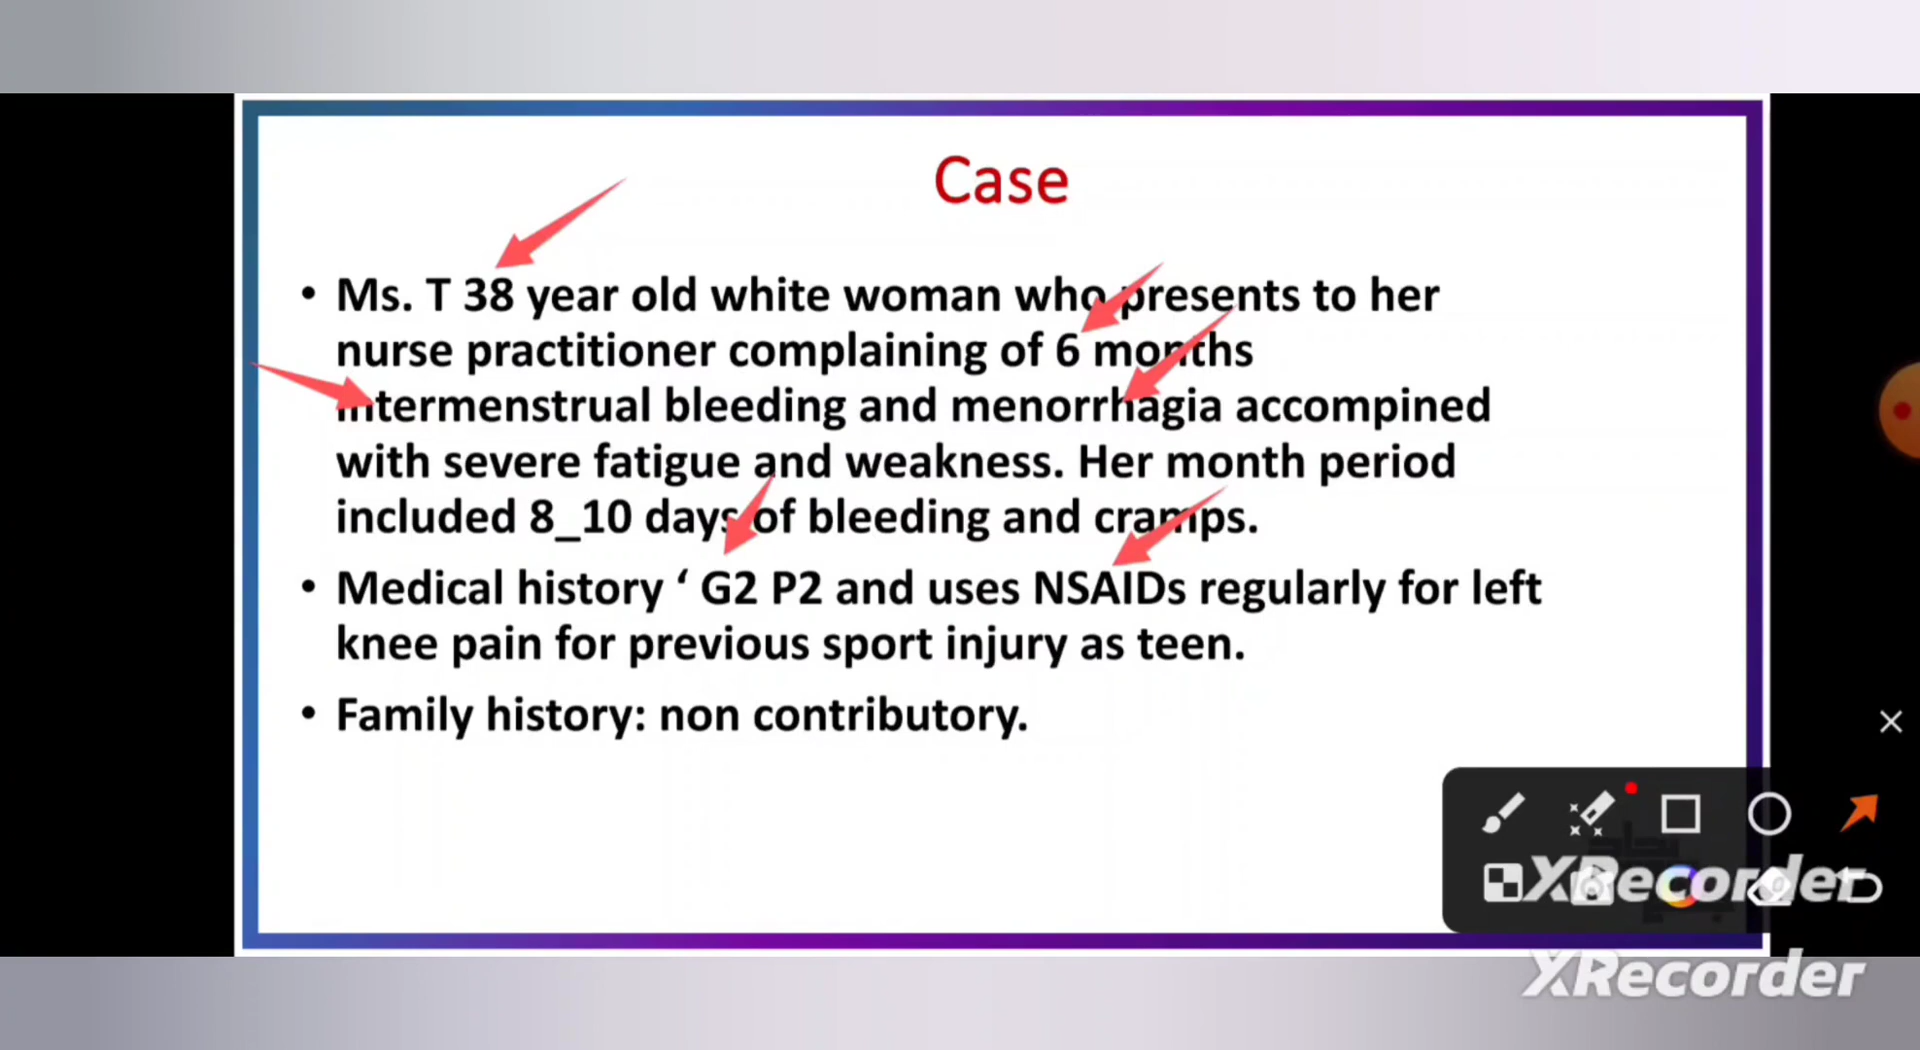 Case
• Ms. T 38 year old white woman who presents to her
nurse practitioner complaining of 6 months
intermenstrual bleeding and menorrhagia accompined
with severe fatigue and weakness. Her month period
included 8_10 days of bleeding and cramps.
• Medical history ‘ G2 P2 and uses NSAIDs regularly for left
knee pain for previous sport injury as teen.
• Family history: non contributory.
XRecorder
XRecorder